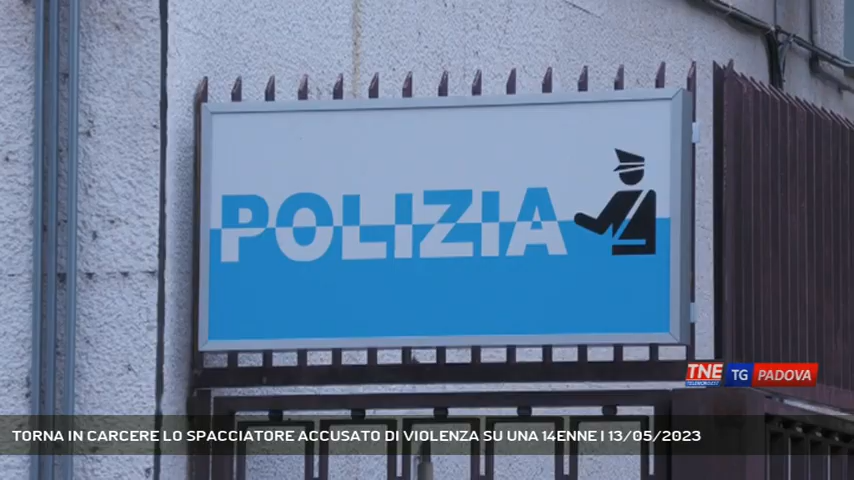 POLIZIA
TNE TG PADOVA
TORNA IN CARCERE LO SPACCIATORE ACCUSATO DI VIOLENZA SU UNA 14ENNE | 13/05/2023